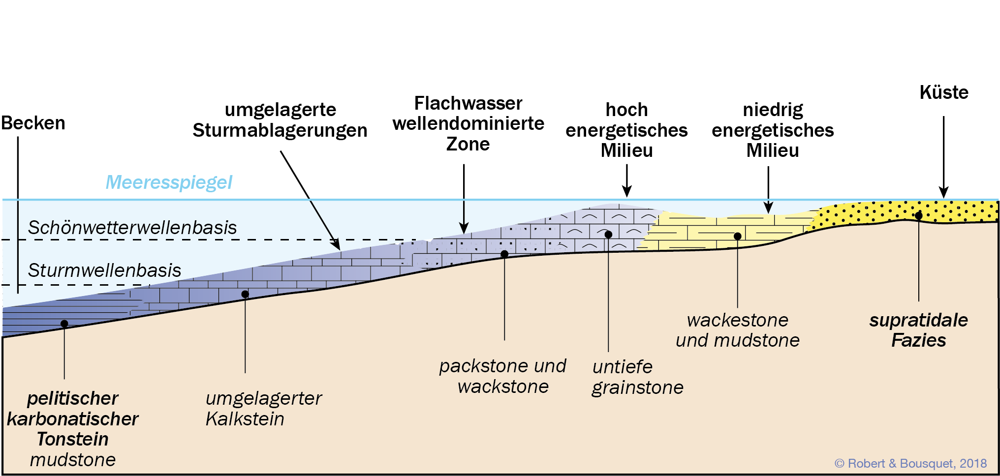 Küste
umgelagerte
Sturmablagerungen
Flachwasser
wellendominierte
Zone
hoch
energetisches
Milieu
niedrig
energetisches
Milieu
Becken
Meeresspiegel
Schönwetterwellenbasis
Sturmwellenbasis
pelitischer
karbonatischer
Tonstein
mudstone
umgelagerter
Kalkstein
packstone und
wackstone
untiefe
grainstone
wackestone
und mudstone
supratidale
Fazies
© Robert & Bousquet, 2018